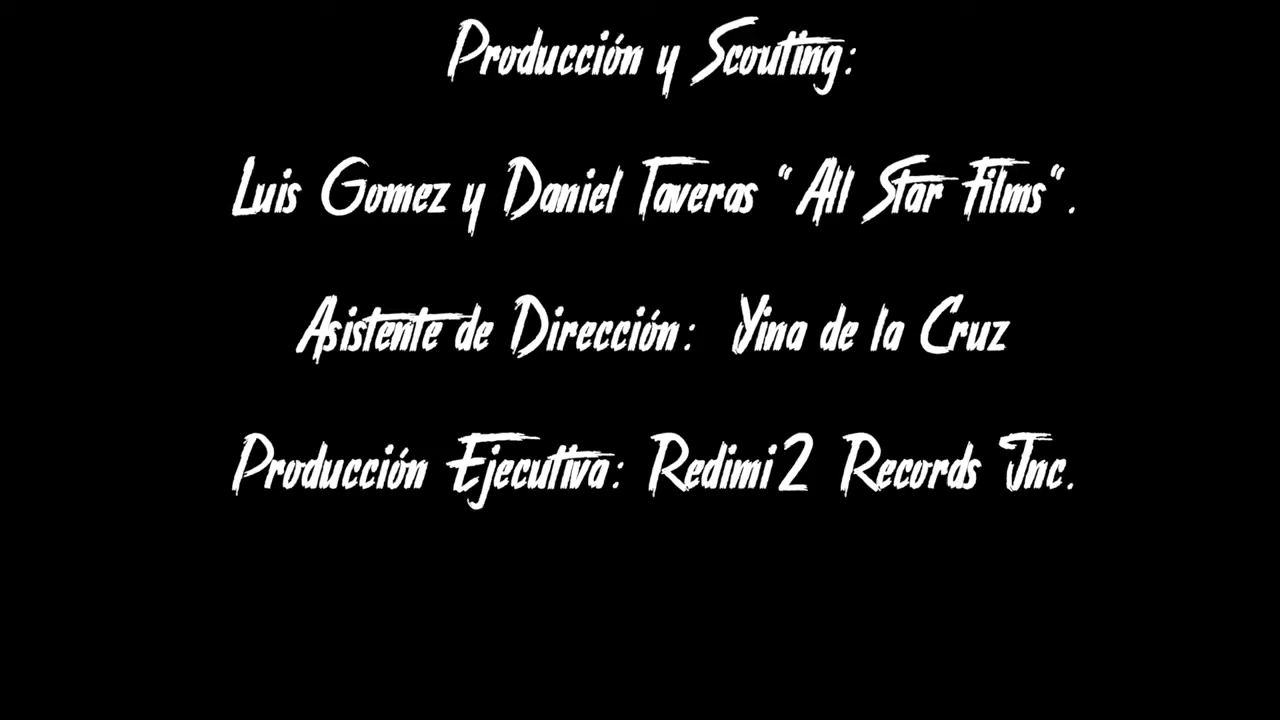 Producción y Scouting:
Luis Gomez y Daniel Taveras "All Star Films".
Asistente de Dirección: Yina de la Cruz
Producción Ejecutiva: Redimi2 Records Inc.